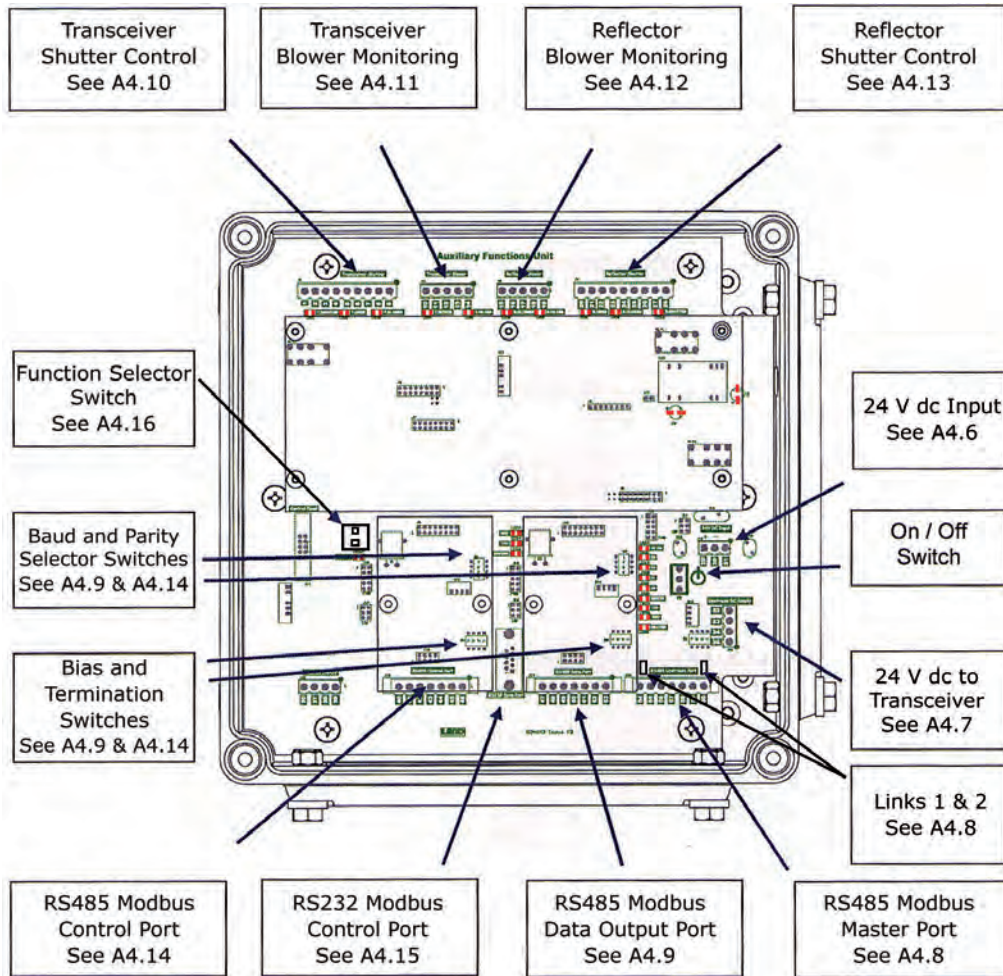 Transceiver
Shutter Control
See A4.10
Transceiver
Blower Monitoring
See A4.11
Reflector
Blower Monitoring
See A4.12
Reflector
Shutter Control
See A4.13
Auxiliary Functions Unit
Function Selector
Switch
See A4.16
24 V dc Input
See A4.6
Baud and Parity
Selector Switches
See A4.9 & A4.14
On / Off
Switch
Bias and
Termination
Switches
See A4.9 & A4.14
24 V dc to
Transceiver
See A4.7
Links 1 & 2
See A4.8
LAND
RS485 Modbus
Control Port
See A4.14
RS232 Modbus
Control Port
See A4.15
RS485 Modbus
Data Output Port
See A4.9
RS485 Modbus
Master Port
See A4.8